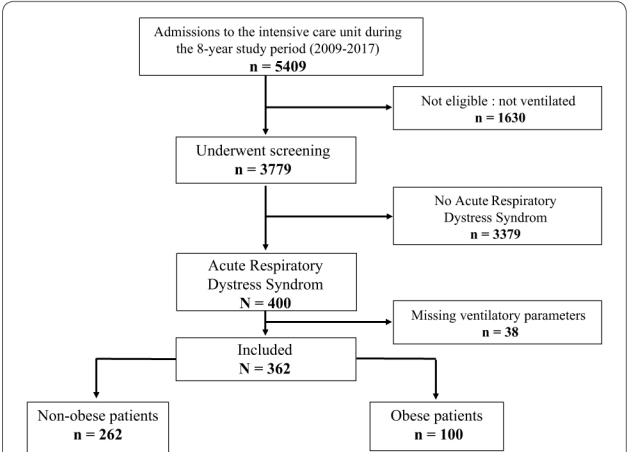 Admissions to the intensive care unit during
the 8-year study period (2009-2017)
n = 5409
Not eligible : not ventilated
n = 1630
Underwent screening
n = 3779
No Acute Respiratory
Dystress Syndrom
n = 3379
Acute Respiratory
Dystress Syndrom
N = 400
Missing ventilatory parameters
n = 38
Included
N = 362
Non-obese patients
n = 262
Obese patients
n = 100